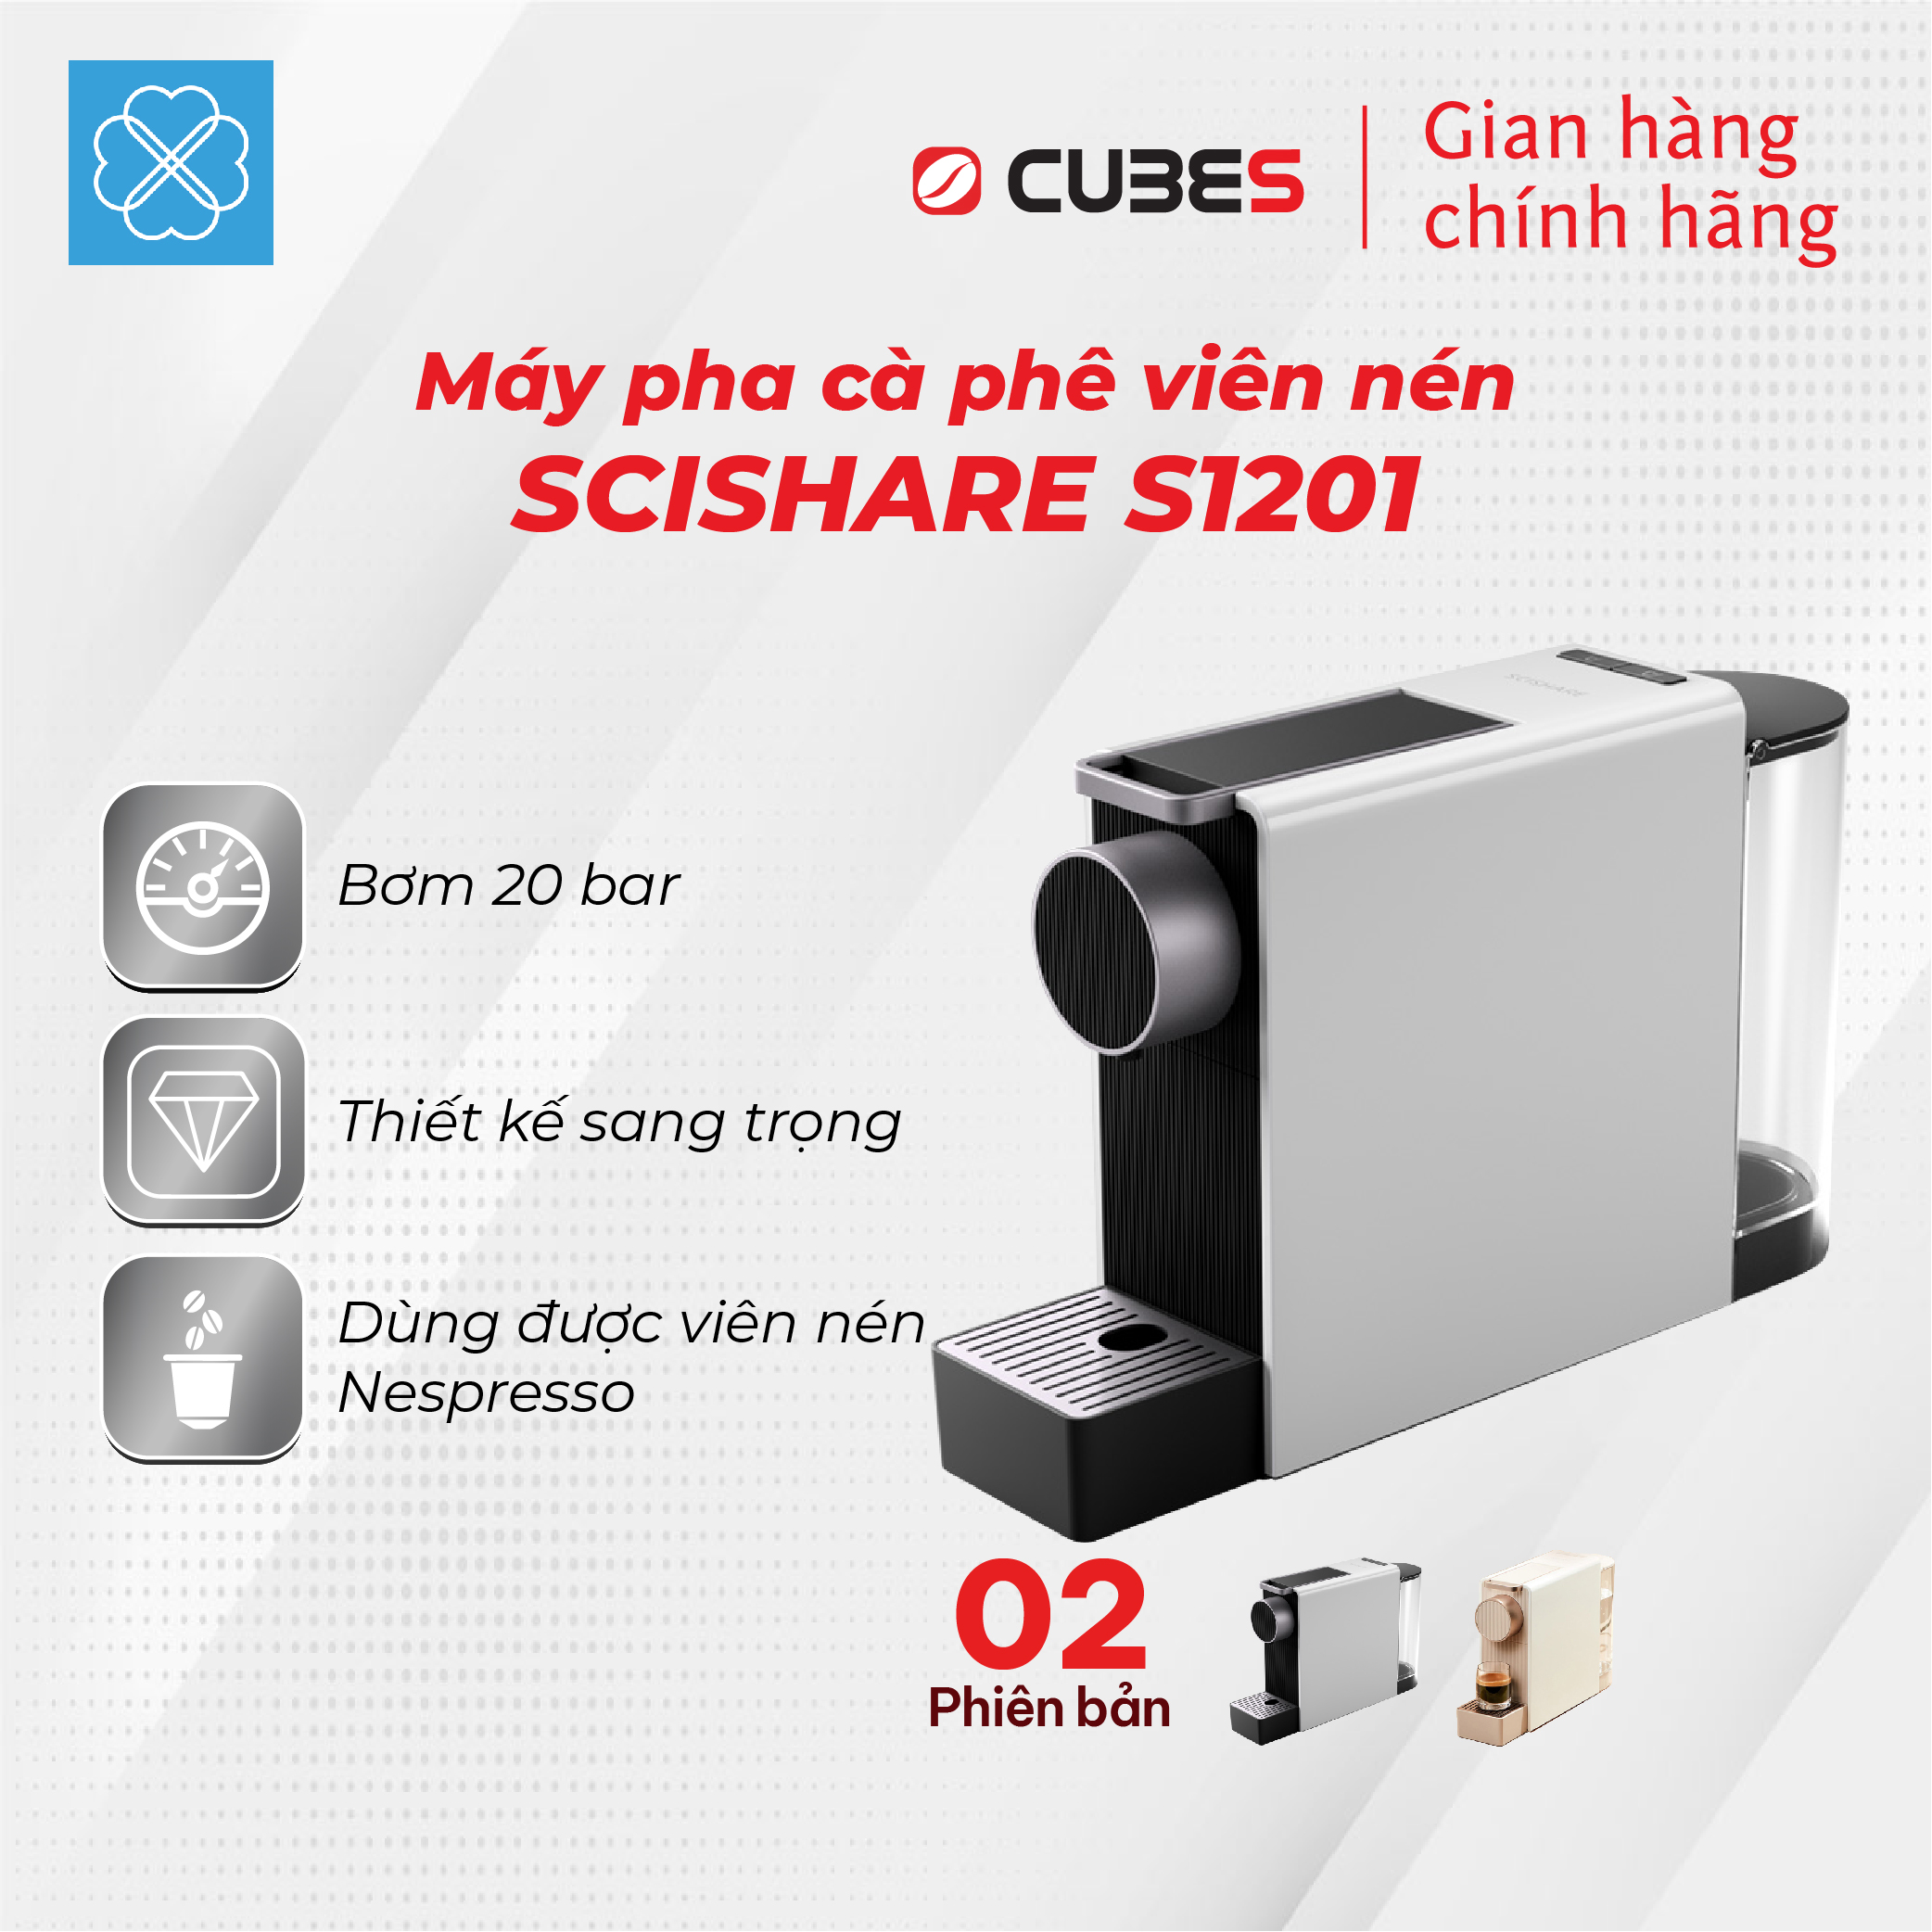 CUBES
Gian hàng
chính hãng
Máy pha cà phê viên nén
SCISHARE S1201
SCISHARE
Bơm 20 bar
Thiết kế sang trọng
Dùng được viên nén
Nespresso
02
Phiên bản